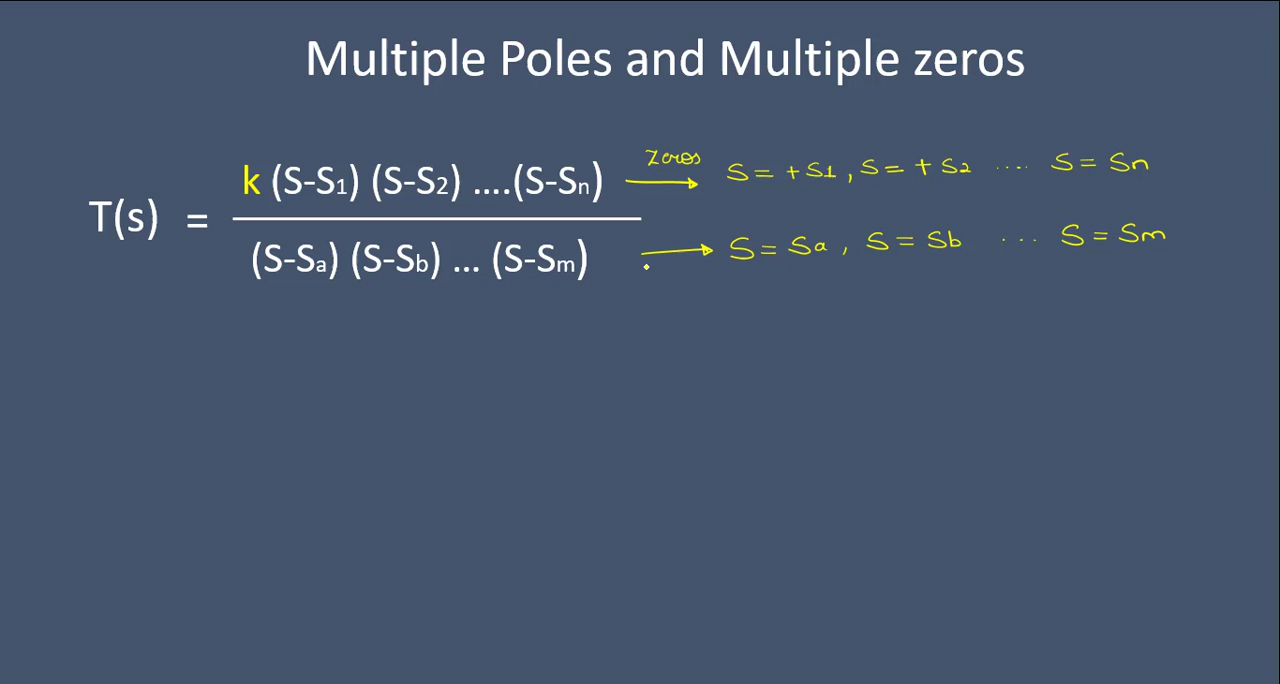 Multiple Poles and Multiple zeros
zeros
k (S-S1) (S-S2) ....(S-Sn) S = +S1, S = +S2 .... S = Sn
T(s) =
(S-Sa) (S-Sb) ... (S-Sm) S = Sa, S = Sb ... S = Sm